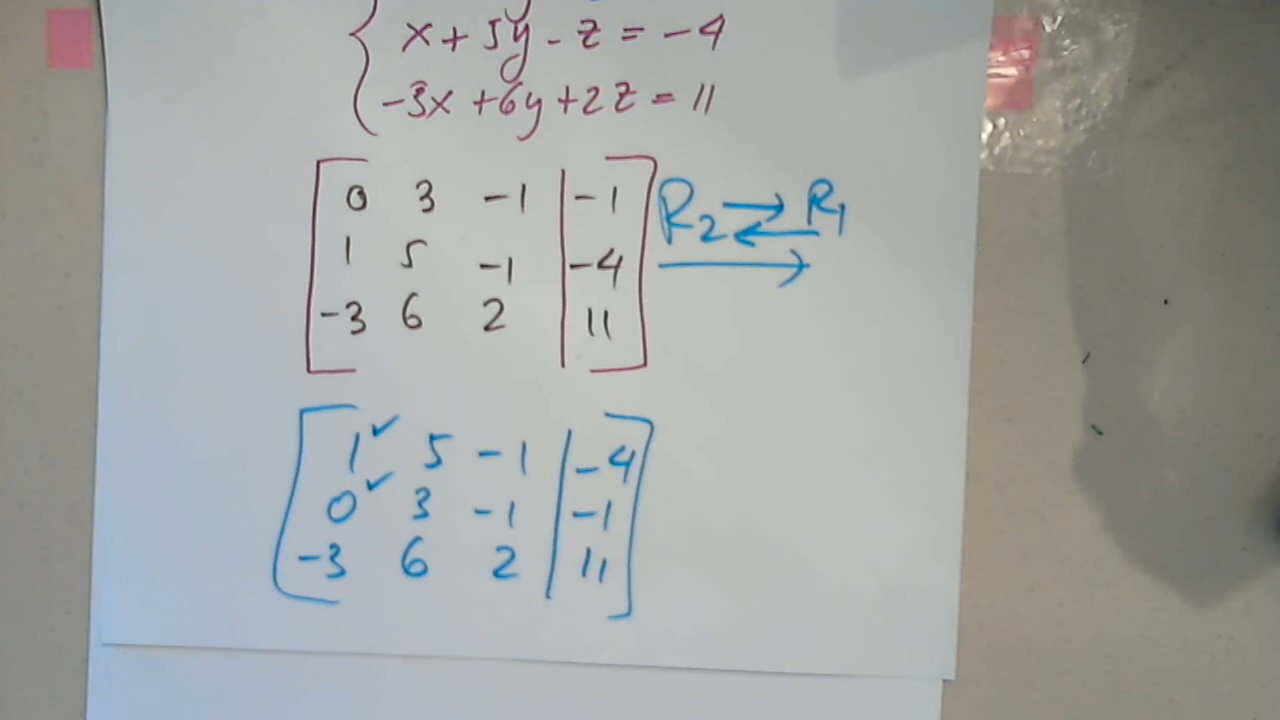 x + 5y - z = -4
-3x + 6y + 2z = 11
0 3 -1 | -1 R2 ⇄ R1
1 5 -1 | -4 →
-3 6 2 | 11
1 ✓ 5 -1 | -4
0 ✓ 3 -1 | -1
-3 6 2 | 11